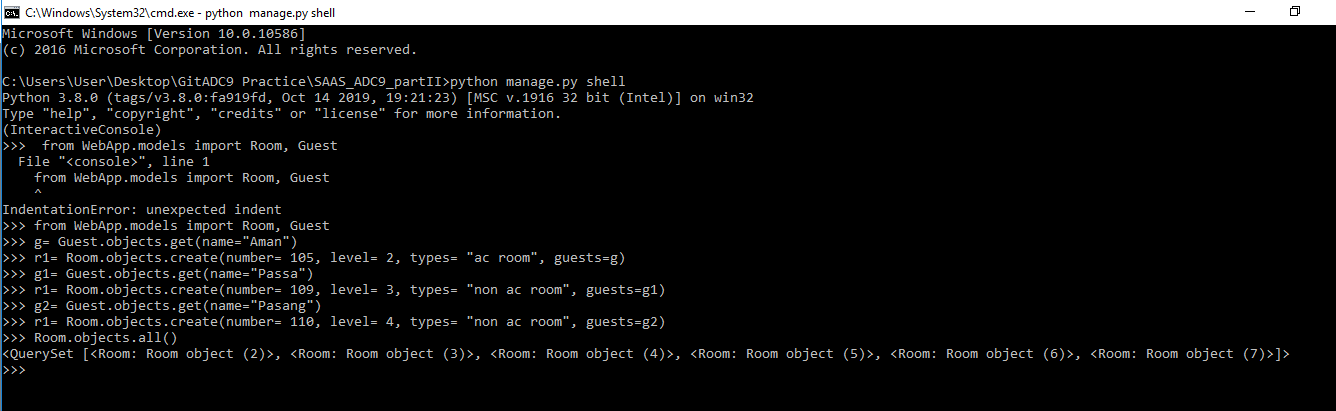 C:\Windows\System32\cmd.exe - python  manage.py shell
Microsoft Windows [Version 10.0.10586]
(c) 2016 Microsoft Corporation. All rights reserved.
C:\Users\User\Desktop\GitADC9 Practice\SAAS_ADC9_partII>python manage.py shell
Python 3.8.0 (tags/v3.8.0:fa919fd, Oct 14 2019, 19:21:23) [MSC v.1916 32 bit (Intel)] on win32
Type "help", "copyright", "credits" or "license" for more information.
(InteractiveConsole)
>>>  from WebApp.models import Room, Guest
  File "<console>", line 1
    from WebApp.models import Room, Guest
    ^
IndentationError: unexpected indent
>>> from WebApp.models import Room, Guest
>>> g= Guest.objects.get(name="Aman")
>>> r1= Room.objects.create(number= 105, level= 2, types= "ac room", guests=g)
>>> g1= Guest.objects.get(name="Passa")
>>> r1= Room.objects.create(number= 109, level= 3, types= "non ac room", guests=g1)
>>> g2= Guest.objects.get(name="Pasang")
>>> r1= Room.objects.create(number= 110, level= 4, types= "non ac room", guests=g2)
>>> Room.objects.all()
<QuerySet [<Room: Room object (2)>, <Room: Room object (3)>, <Room: Room object (4)>, <Room: Room object (5)>, <Room: Room object (6)>, <Room: Room object (7)>]>
>>>